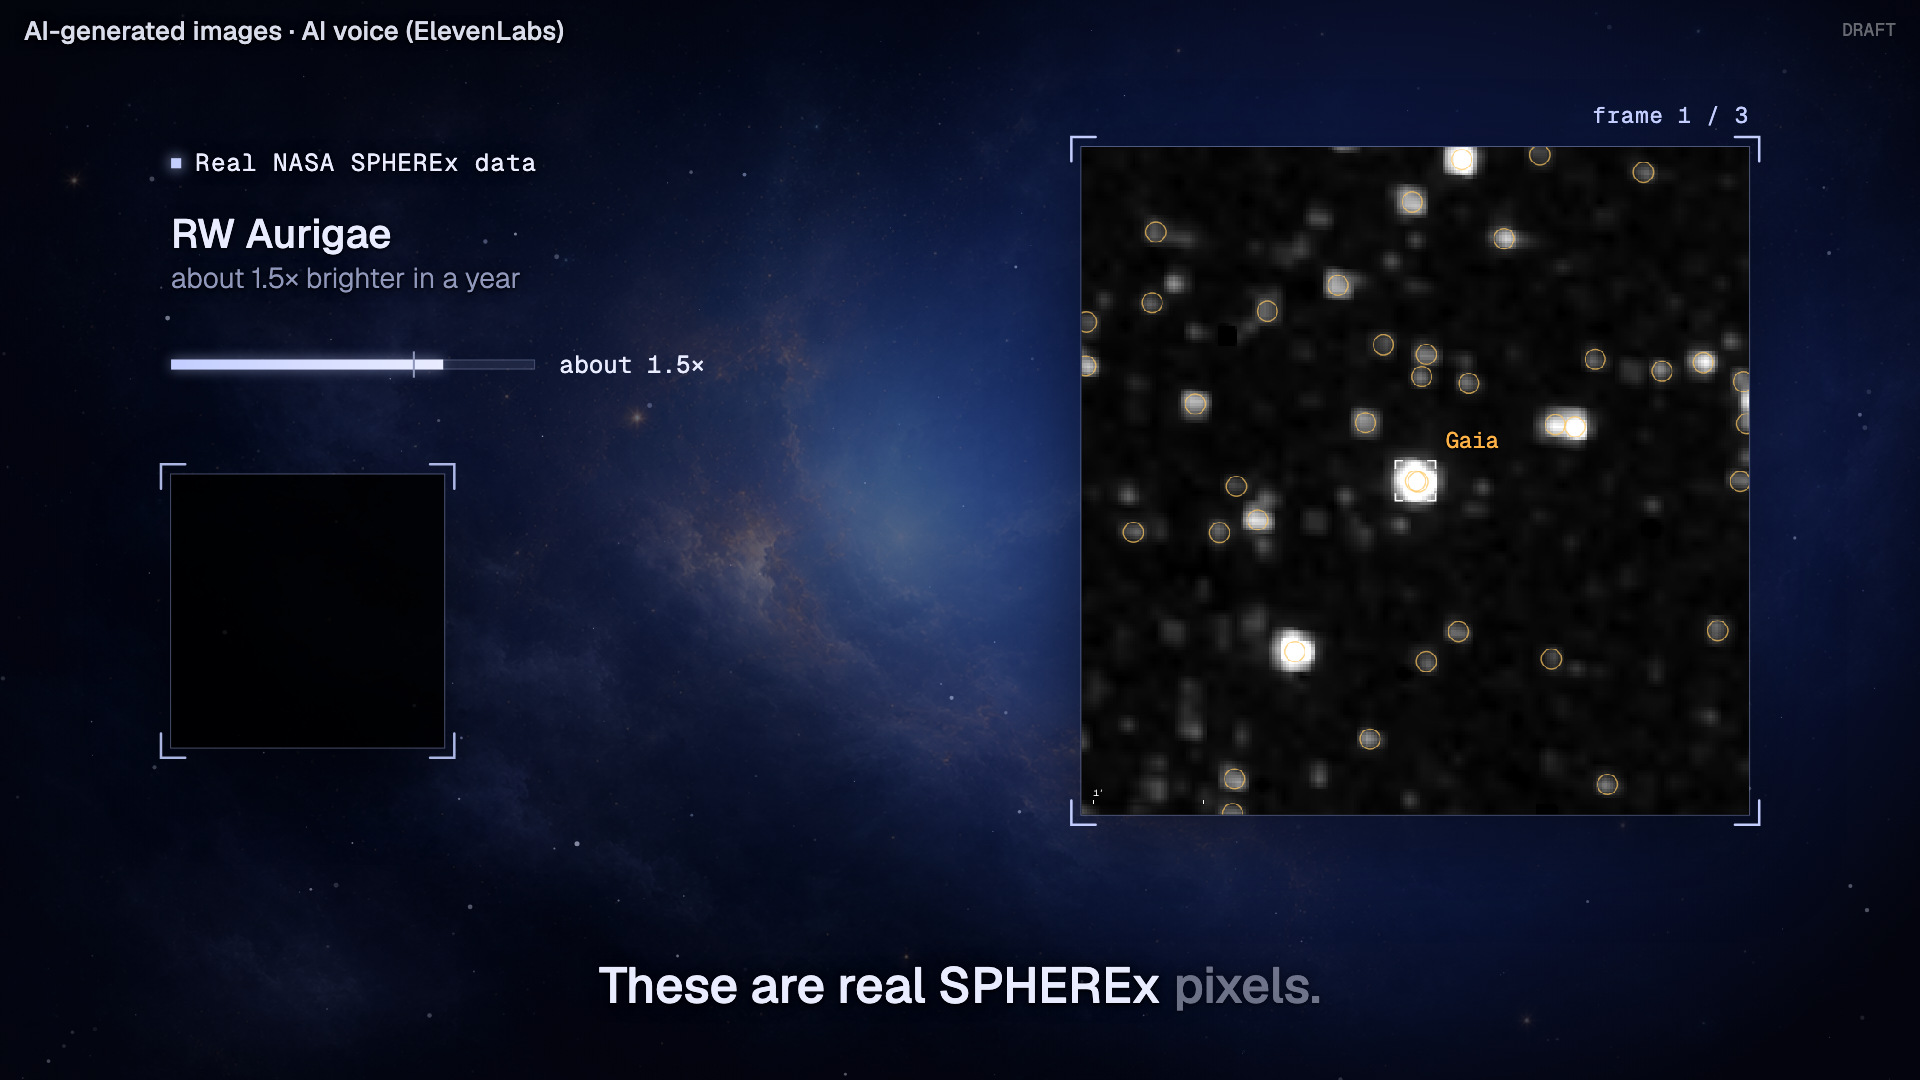 AI-generated images · AI voice (ElevenLabs)
DRAFT
frame 1 / 3
Real NASA SPHEREx data
RW Aurigae
about 1.5× brighter in a year
about 1.5×
Gaia
1'
These are real SPHEREx pixels.